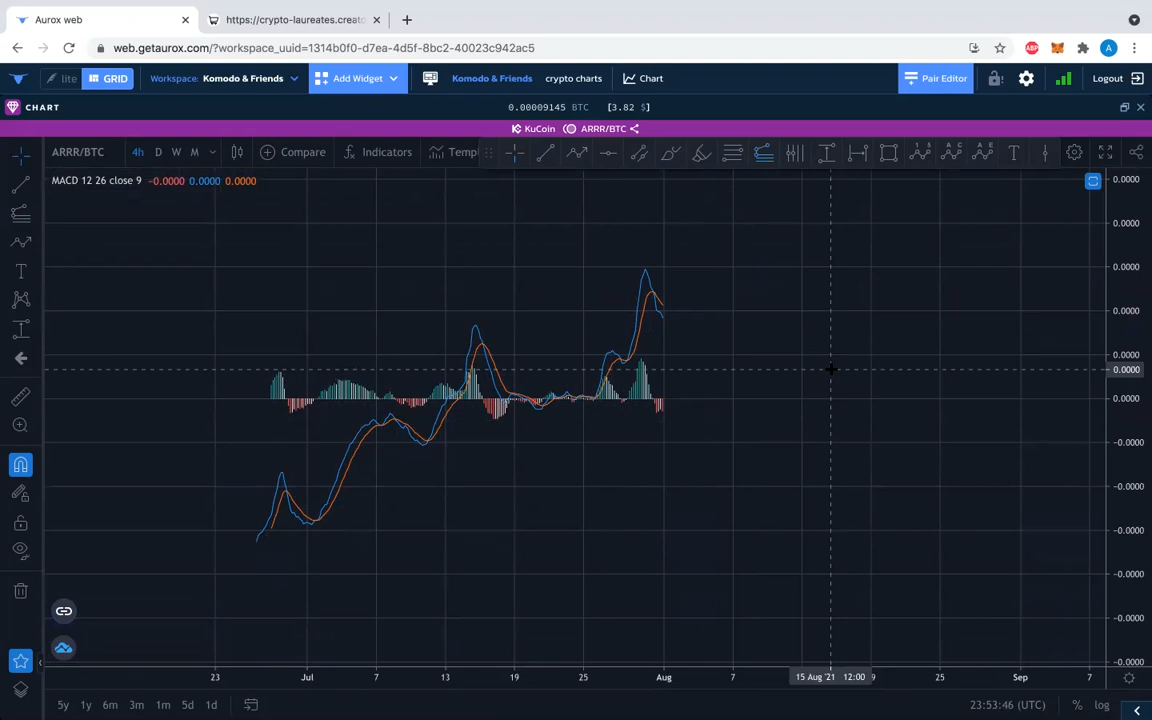 Aurox web
https://crypto-laureates.creato
web.getaurox.com/?workspace_uuid=1314b0f0-d7ea-4d5f-8bc2-40023c942ac5
ABP
A
lite
GRID
Workspace: Komodo & Friends
Add Widget
Komodo & Friends
crypto charts
Chart
Pair Editor
Logout
CHART
0.00009145 BTC [3.82 $]
KuCoin ARRR/BTC
ARRR/BTC
4h D W M
Compare
Indicators
Temp
MACD 12 26 close 9 −0.0000 0.0000 0.0000
0.0000
0.0000
0.0000
0.0000
0.0000
0.0000
0.0000
−0.0000
−0.0000
−0.0000
−0.0000
−0.0000
−0.0000
23 Jul 7 13 19 25 Aug 7 15 Aug '21 12:00 9 25 Sep 7
5y 1y 6m 3m 1m 5d 1d
23:53:46 (UTC)
% log